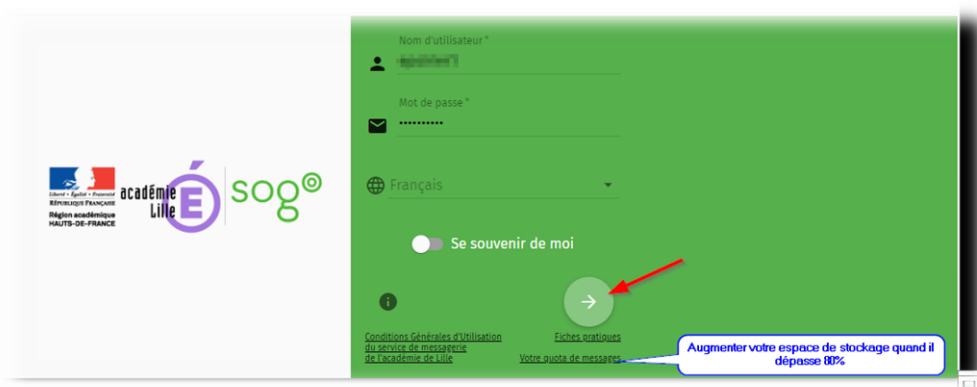 Nom d'utilisateur *
Mot de passe *
Français
Se souvenir de moi
Liberté • Égalité • Fraternité
RÉPUBLIQUE FRANÇAISE
Région académique
HAUTS-DE-FRANCE
académie
Lille
É
sogo
Conditions Générales d'Utilisation
du service de messagerie
de l'académie de Lille
Fiches pratiques
Votre quota de messages
Augmenter votre espace de stockage quand il
dépasse 80%